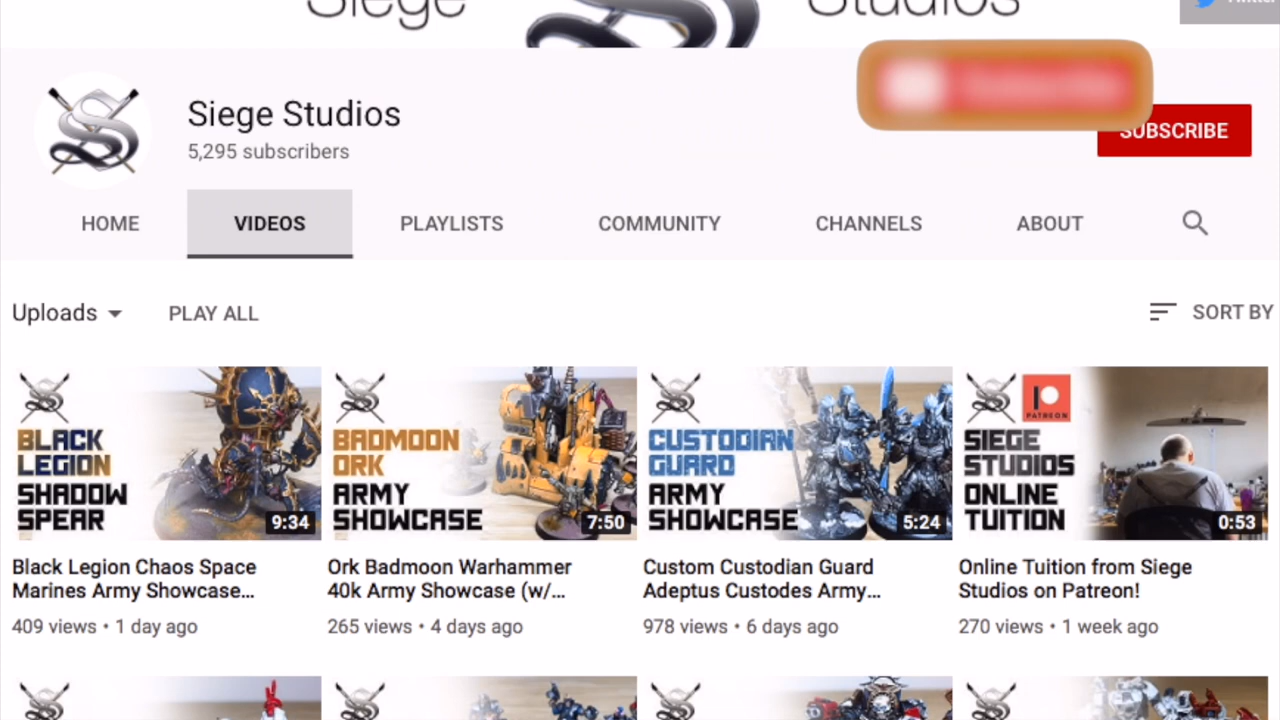 Siege Studios
Siege Studios
5,295 subscribers
SUBSCRIBE
HOME
VIDEOS
PLAYLISTS
COMMUNITY
CHANNELS
ABOUT
Uploads
PLAY ALL
SORT BY
BLACK
LEGION
SHADOW
SPEAR
9:34
BADMOON
ORK
ARMY
SHOWCASE
7:50
CUSTODIAN
GUARD
ARMY
SHOWCASE
5:24
PATREON
SIEGE
STUDIOS
ONLINE
TUITION
0:53
Black Legion Chaos Space
Marines Army Showcase...
409 views • 1 day ago
Ork Badmoon Warhammer
40k Army Showcase (w/...
265 views • 4 days ago
Custom Custodian Guard
Adeptus Custodes Army...
978 views • 6 days ago
Online Tuition from Siege
Studios on Patreon!
270 views • 1 week ago